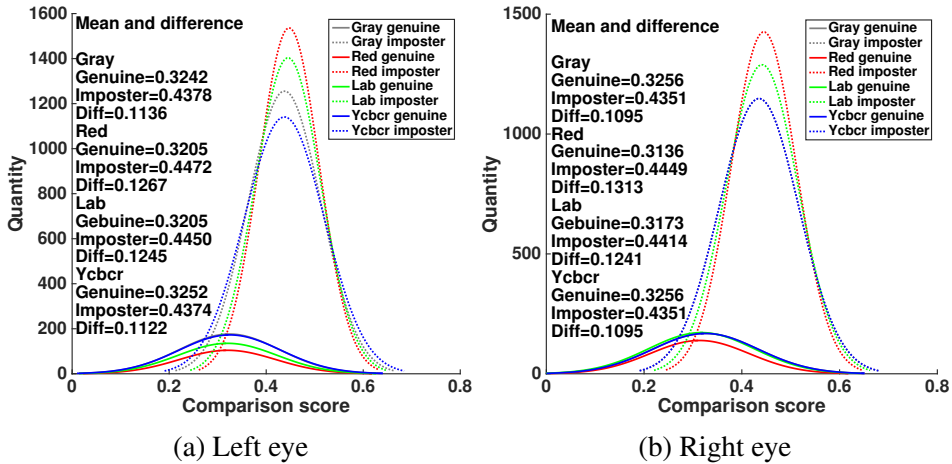 Mean and difference
Gray
Genuine=0.3242
Imposter=0.4378
Diff=0.1136
Red
Genuine=0.3205
Imposter=0.4472
Diff=0.1267
Lab
Gebuine=0.3205
Imposter=0.4450
Diff=0.1245
Ycbcr
Genuine=0.3252
Imposter=0.4374
Diff=0.1122
Gray genuine
Gray imposter
Red genuine
Red imposter
Lab genuine
Lab imposter
Ycbcr genuine
Ycbcr imposter
Quantity
1600
1400
1200
1000
800
600
400
200
0
0 0.2 0.4 0.6 0.8
Comparison score
(a) Left eye
Mean and difference
Gray
Genuine=0.3256
Imposter=0.4351
Diff=0.1095
Red
Genuine=0.3136
Imposter=0.4449
Diff=0.1313
Lab
Gebuine=0.3173
Imposter=0.4414
Diff=0.1241
Ycbcr
Genuine=0.3256
Imposter=0.4351
Diff=0.1095
Gray genuine
Gray imposter
Red genuine
Red imposter
Lab genuine
Lab imposter
Ycbcr genuine
Ycbcr imposter
Quantity
1500
1000
500
0
0 0.2 0.4 0.6 0.8
Comparison score
(b) Right eye